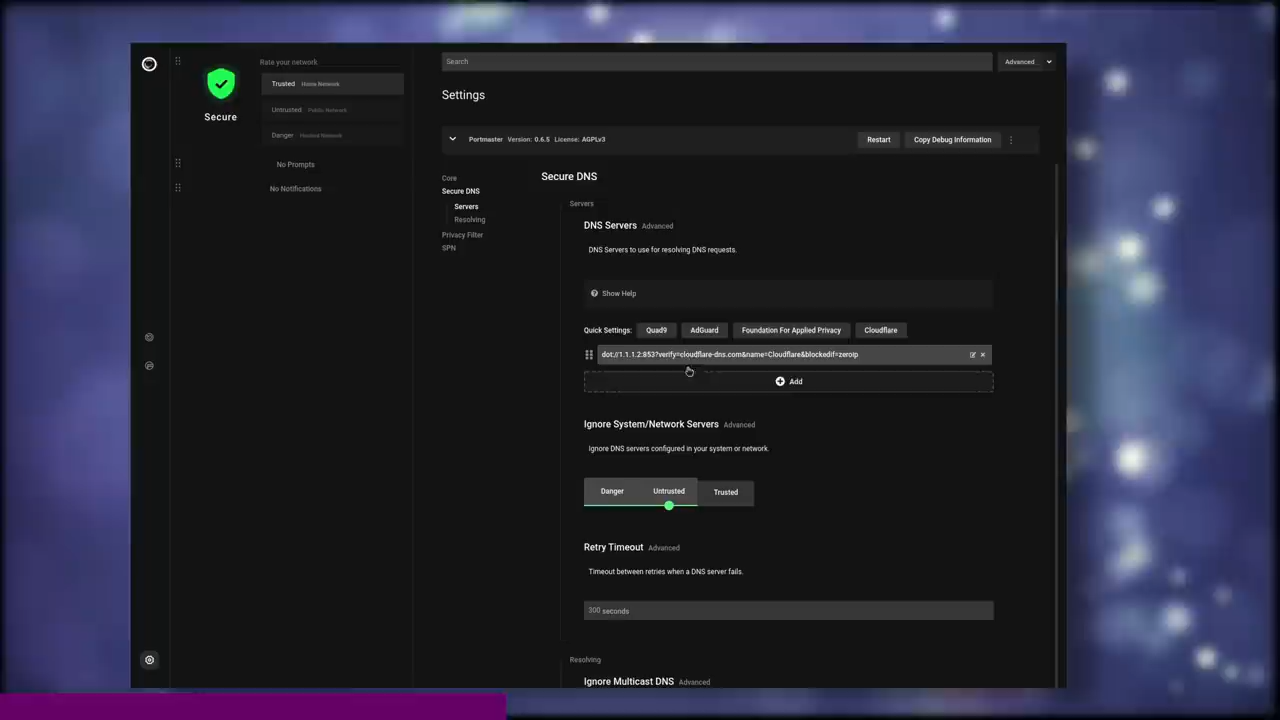 Rate your network
Trusted Home Network
Untrusted Public Network
Danger Hosted Network
Secure
No Prompts
No Notifications
Search
Advanced
Settings
Portmaster Version: 0.6.5 License: AGPLv3
Restart
Copy Debug Information
Core
Secure DNS
Servers
Resolving
Privacy Filter
SPN
Secure DNS
Servers
DNS Servers Advanced
DNS Servers to use for resolving DNS requests.
Show Help
Quick Settings: Quad9 AdGuard Foundation For Applied Privacy Cloudflare
dot://1.1.1.2:853?verify=cloudflare-dns.com&name=Cloudflare&blockedif=zeroip
Add
Ignore System/Network Servers Advanced
Ignore DNS servers configured in your system or network.
Danger Untrusted Trusted
Retry Timeout Advanced
Timeout between retries when a DNS server fails.
300 seconds
Resolving
Ignore Multicast DNS Advanced